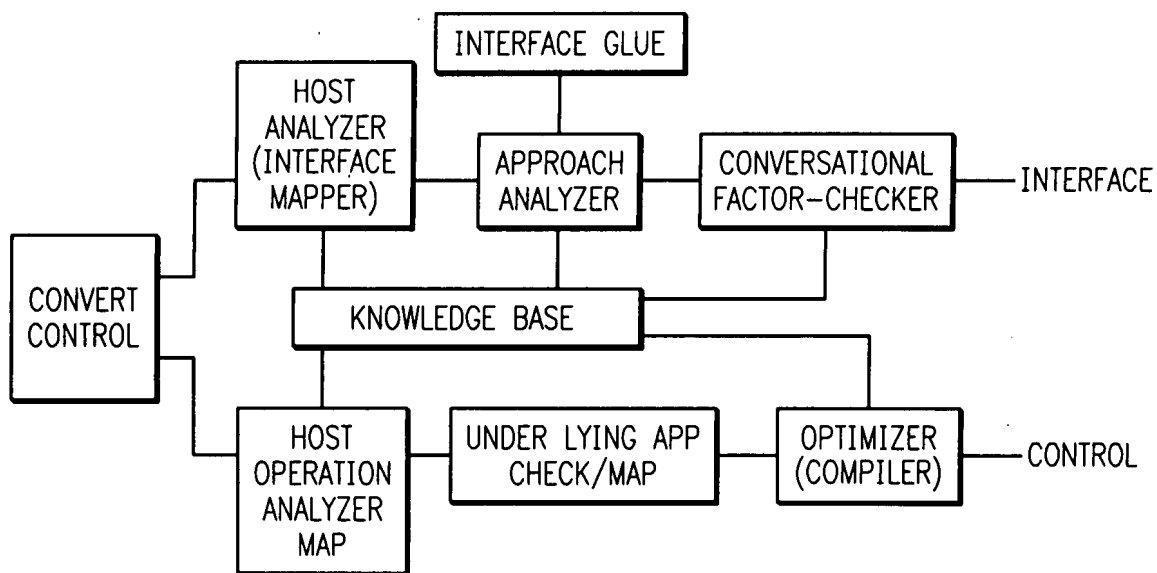 INTERFACE GLUE
HOST
ANALYZER
(INTERFACE
MAPPER)
APPROACH
ANALYZER
CONVERSATIONAL
FACTOR-CHECKER
INTERFACE
CONVERT
CONTROL
KNOWLEDGE BASE
HOST
OPERATION
ANALYZER
MAP
UNDER LYING APP
CHECK/MAP
OPTIMIZER
(COMPILER)
CONTROL